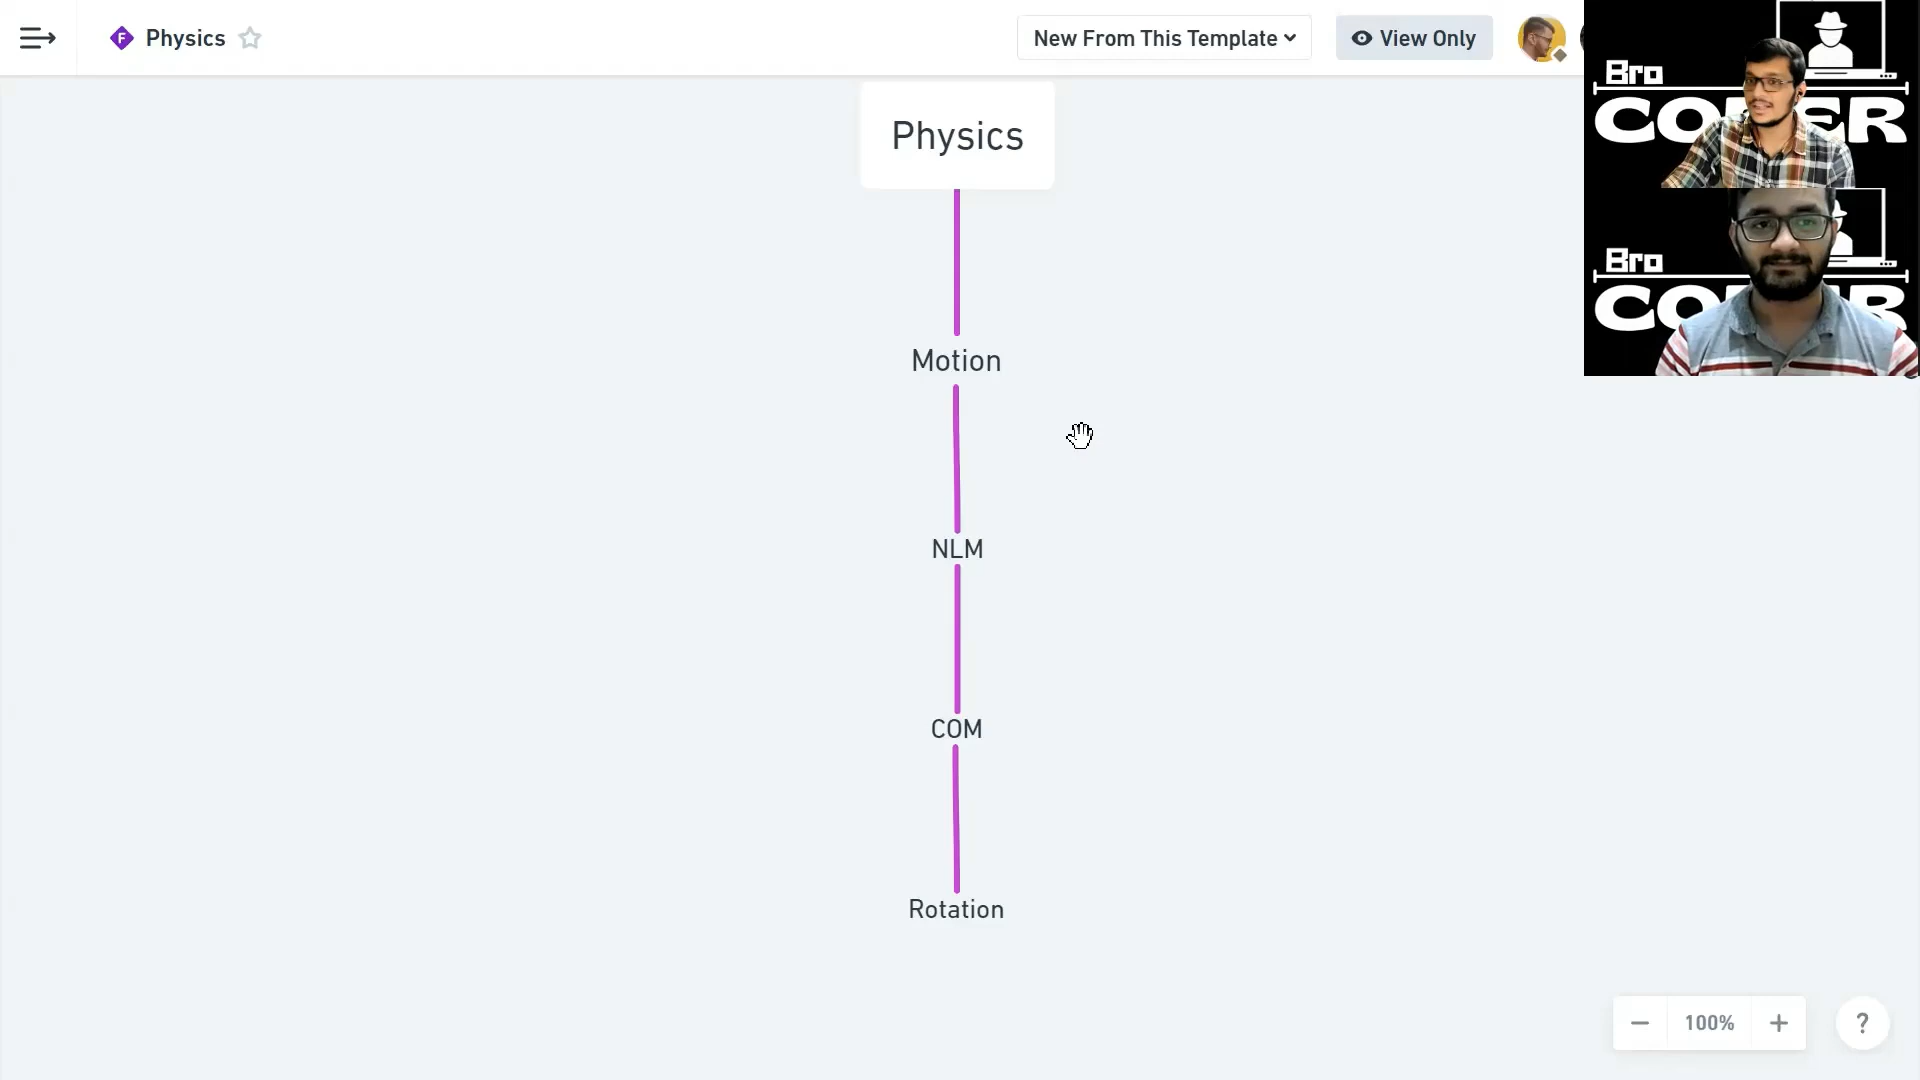 F Physics
New From This Template
View Only
Physics
Motion
NLM
COM
Rotation
Bro
Bro
100%
?